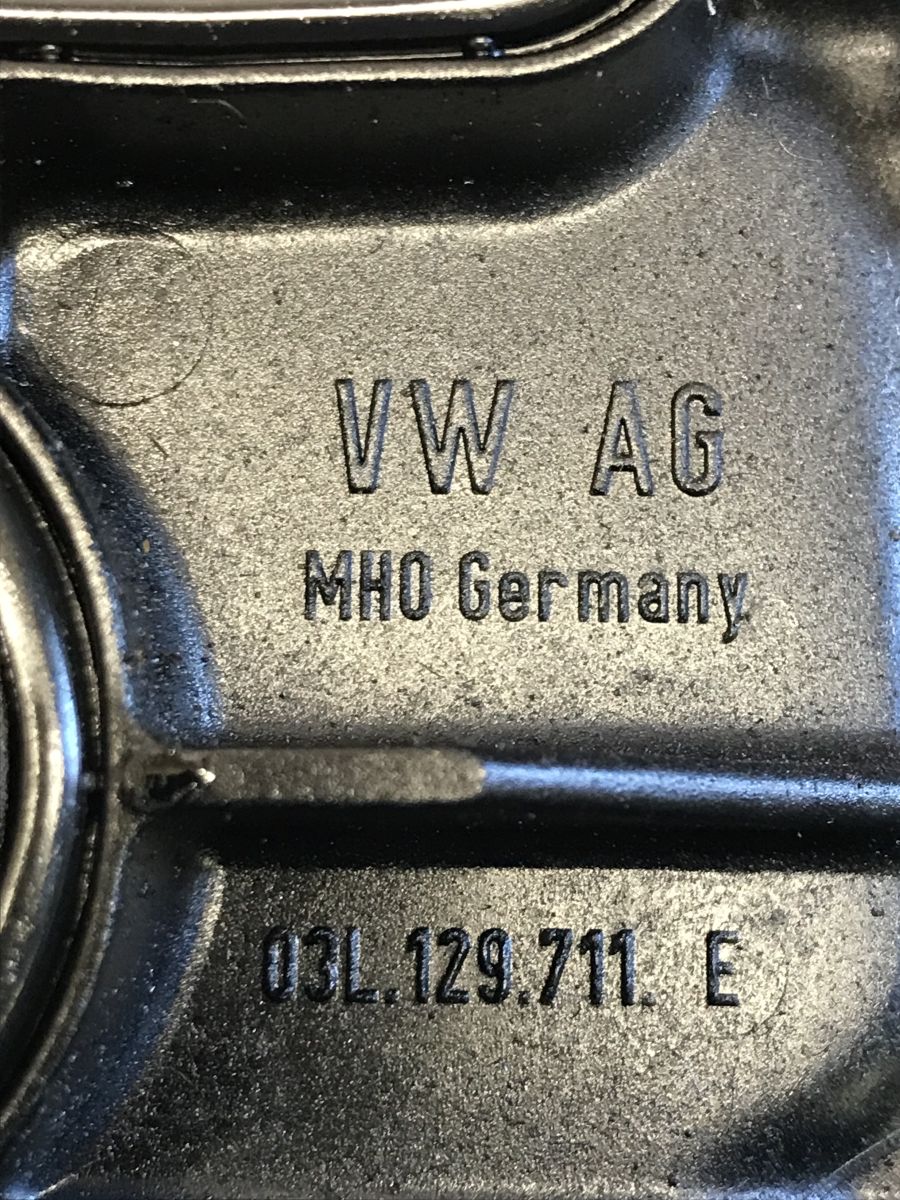 VW AG
MHO Germany
03L.129.711. E